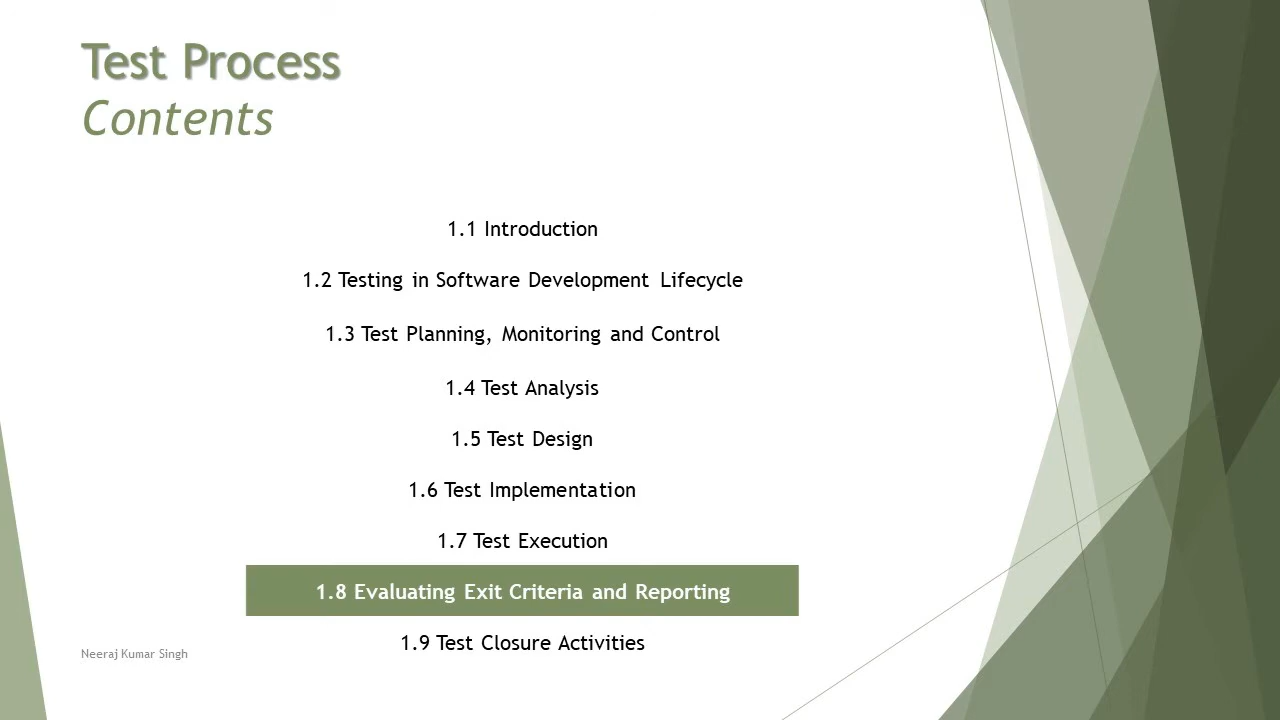 Test Process
Contents
1.1 Introduction
1.2 Testing in Software Development Lifecycle
1.3 Test Planning, Monitoring and Control
1.4 Test Analysis
1.5 Test Design
1.6 Test Implementation
1.7 Test Execution
1.8 Evaluating Exit Criteria and Reporting
1.9 Test Closure Activities
Neeraj Kumar Singh